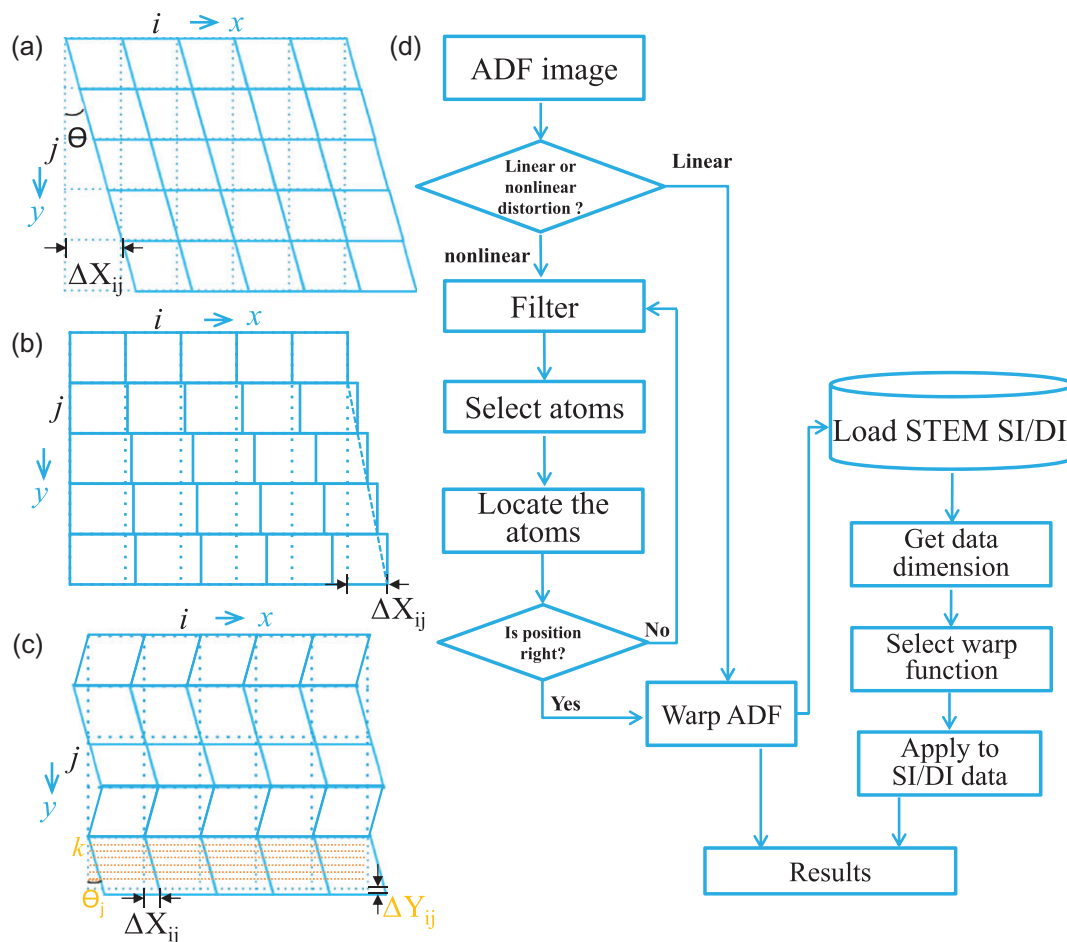 (a)
i x
Θ
j
y
ΔXij
(b)
i x
j
y
ΔXij
(c)
i x
j
y
k
Θj
ΔXij
ΔYij
(d)
ADF image
Linear or
nonlinear
distortion ?
Linear
nonlinear
Filter
Select atoms
Locate the
atoms
Is position
right?
No
Yes
Warp ADF
Load STEM SI/DI
Get data
dimension
Select warp
function
Apply to
SI/DI data
Results